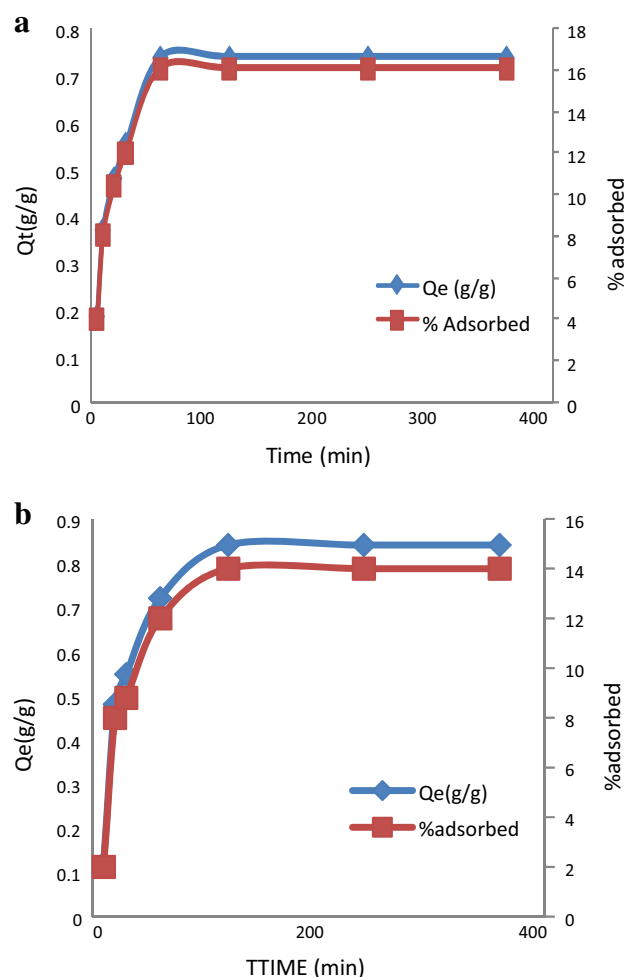 a
0.8
0.7
0.6
0.5
0.4
0.3
0.2
0.1
0
Qt(g/g)
18
16
14
12
10
8
6
4
2
0
% adsorbed
Qe (g/g)
% Adsorbed
0 100 200 300 400
Time (min)
b
0.9
0.8
0.7
0.6
0.5
0.4
0.3
0.2
0.1
0
Qe(g/g)
16
14
12
10
8
6
4
2
0
%adsorbed
Qe(g/g)
%adsorbed
0 200 400
TTIME (min)